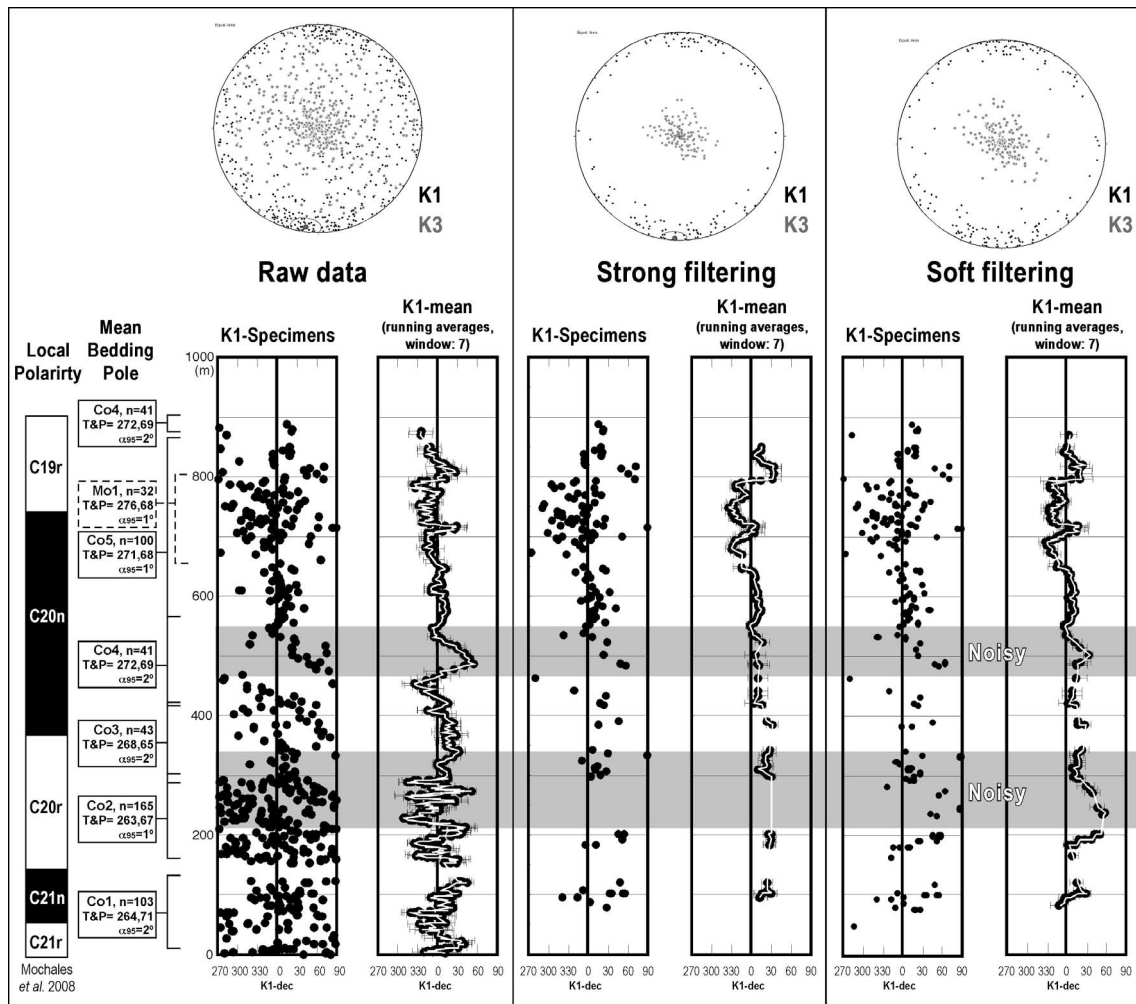 Equal Area
Equal Area
Equal Area
K1
K3
K1
K3
K1
K3
Raw data
Strong filtering
Soft filtering
Local
Polarirty
Mean
Bedding
Pole
K1-Specimens
K1-mean
(running averages,
window: 7)
K1-Specimens
K1-mean
(running averages,
window: 7)
K1-Specimens
K1-mean
(running averages,
window: 7)
1000
(m)
800
600
400
200
0
C19r
C20n
C20r
C21n
C21r
Mochales
et al. 2008
Co4, n=41
T&P= 272,69
α95=2º
Mo1, n=32
T&P= 276,68
α95=1º
Co5, n=100
T&P= 271,68
α95=1º
Co4, n=41
T&P= 272,69
α95=2º
Co3, n=43
T&P= 268,65
α95=2º
Co2, n=165
T&P= 263,67
α95=1º
Co1, n=103
T&P= 264,71
α95=2º
Noisy
Noisy
270 300 330 0 30 60 90
K1-dec
270 300 330 0 30 60 90
K1-dec
270 300 330 0 30 60 90
K1-dec
270 300 330 0 30 60 90
K1-dec
270 300 330 0 30 60 90
K1-dec
270 300 330 0 30 60 90
K1-dec